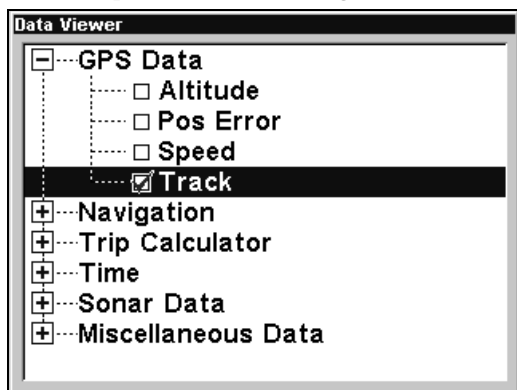 Data Viewer
GPS Data
Altitude
Pos Error
Speed
Track
Navigation
Trip Calculator
Time
Sonar Data
Miscellaneous Data